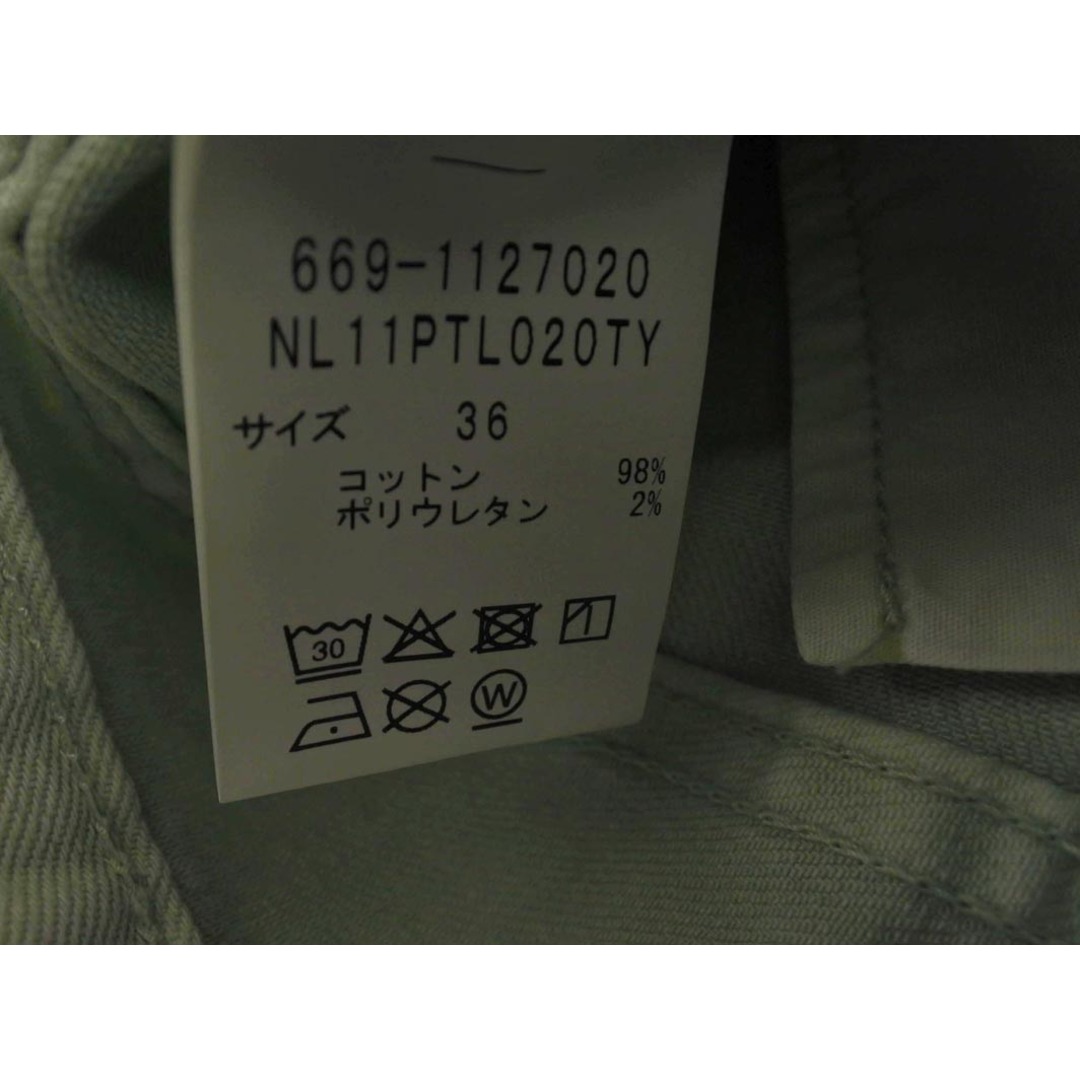 669-1127020
NL11PTL020TY
サイズ 36
コットン 98%
ポリウレタン 2%
30
W